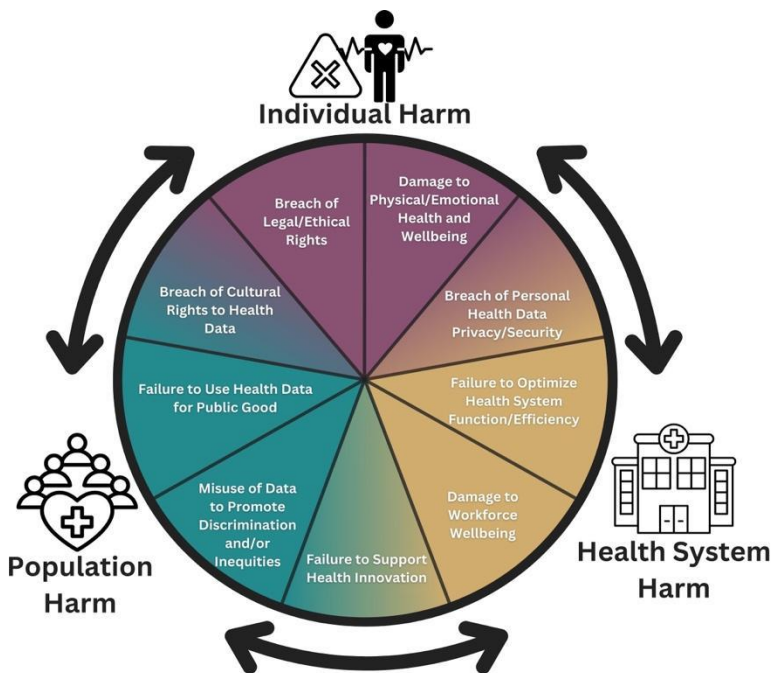 Individual Harm
Breach of
Legal/Ethical
Rights
Damage to
Physical/Emotional
Health and
Wellbeing
Breach of Cultural
Rights to Health
Data
Breach of Personal
Health Data
Privacy/Security
Failure to Use Health Data
for Public Good
Failure to Optimize
Health System
Function/Efficiency
Misuse of Data
to Promote
Discrimination
and/or
Inequities
Failure to Support
Health Innovation
Damage to
Workforce
Wellbeing
Population
Harm
Health System
Harm